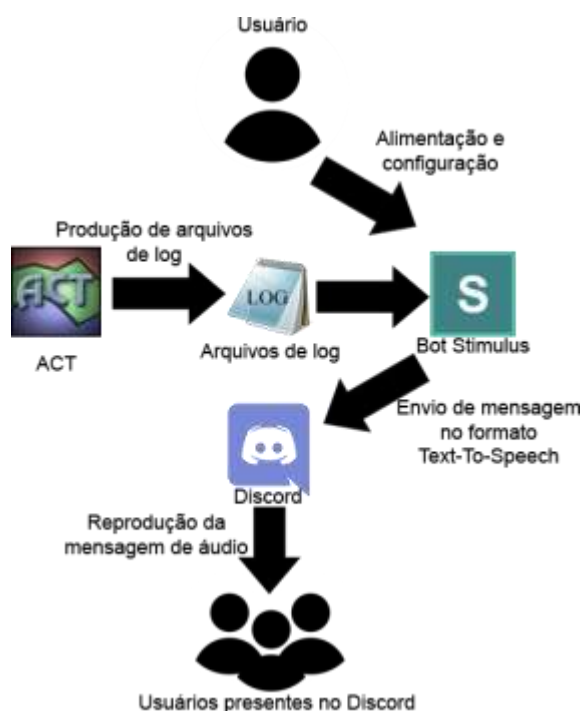 Usuário
Alimentação e
configuração
Produção de arquivos
de log
ACT
LOG
S
ACT
Arquivos de log
Bot Stimulus
Envio de mensagem
no formato
Text-To-Speech
Discord
Reprodução da
mensagem de áudio
Usuários presentes no Discord